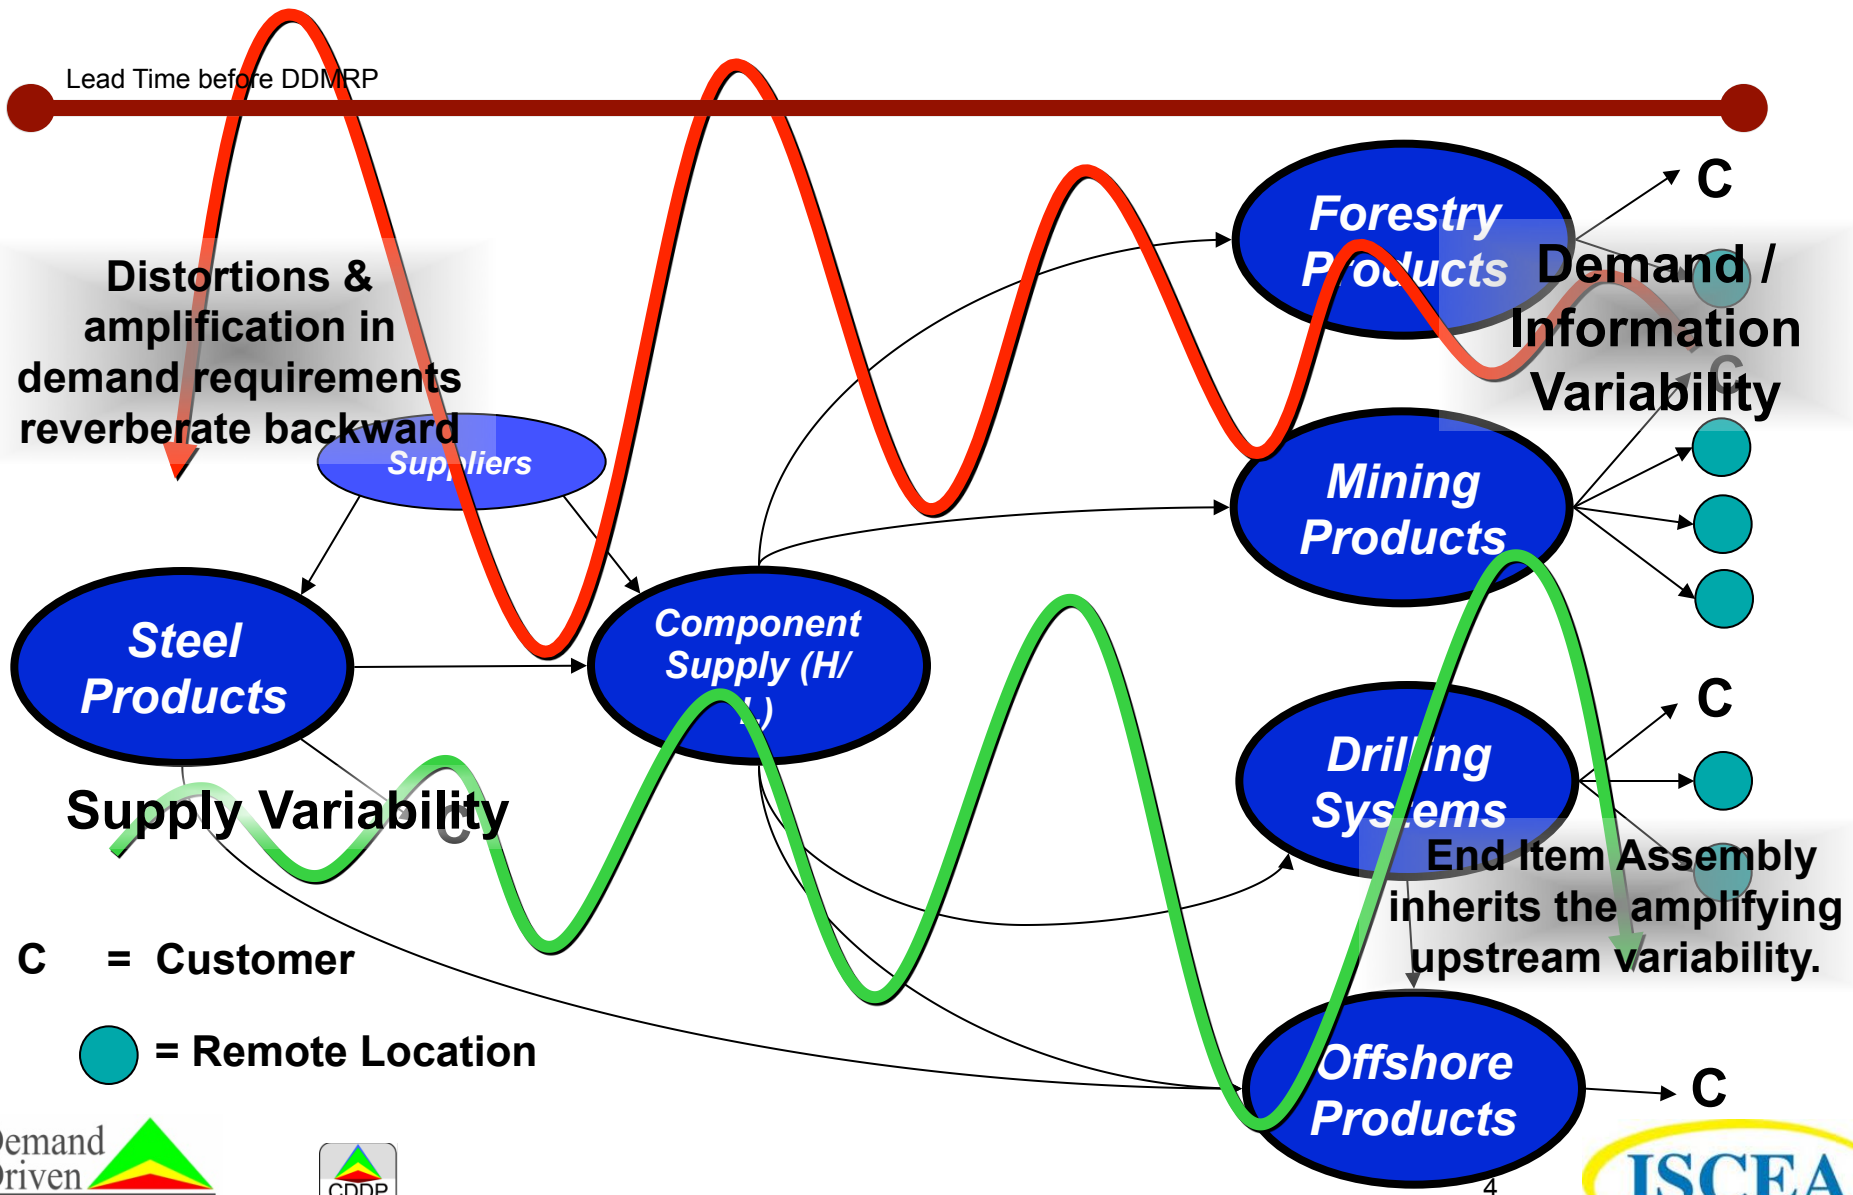 Lead Time before DDMRP
C
Forestry
Products
Demand /
Information
Variability
C
Distortions &
amplification in
demand requirements
reverberate backward
Suppliers
Mining
Products
Steel
Products
Component
Supply (H/
L)
C
Drilling
Systems
Supply Variability
C
End Item Assembly
inherits the amplifying
upstream variability.
C = Customer
= Remote Location
Offshore
Products
C
Demand
Driven
CDDP
4
ISCEA